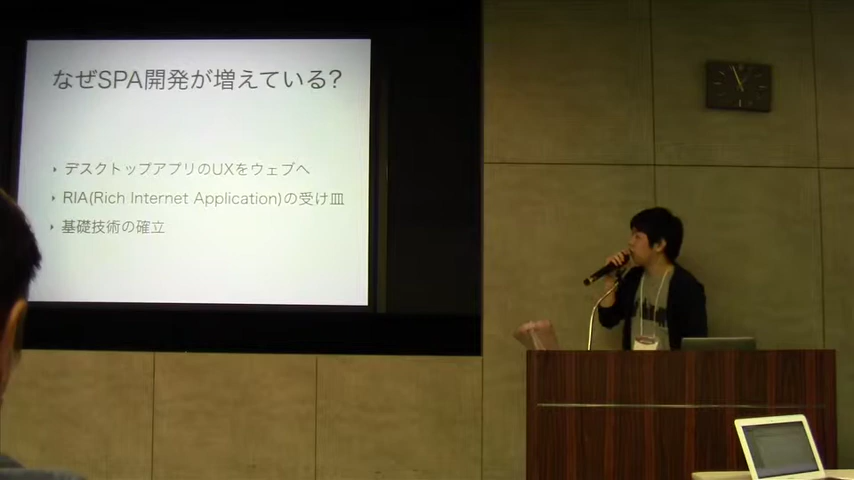 なぜSPA開発が増えている?
デスクトップアプリのUXをウェブへ
RIA(Rich Internet Application)の受け皿
基礎技術の確立